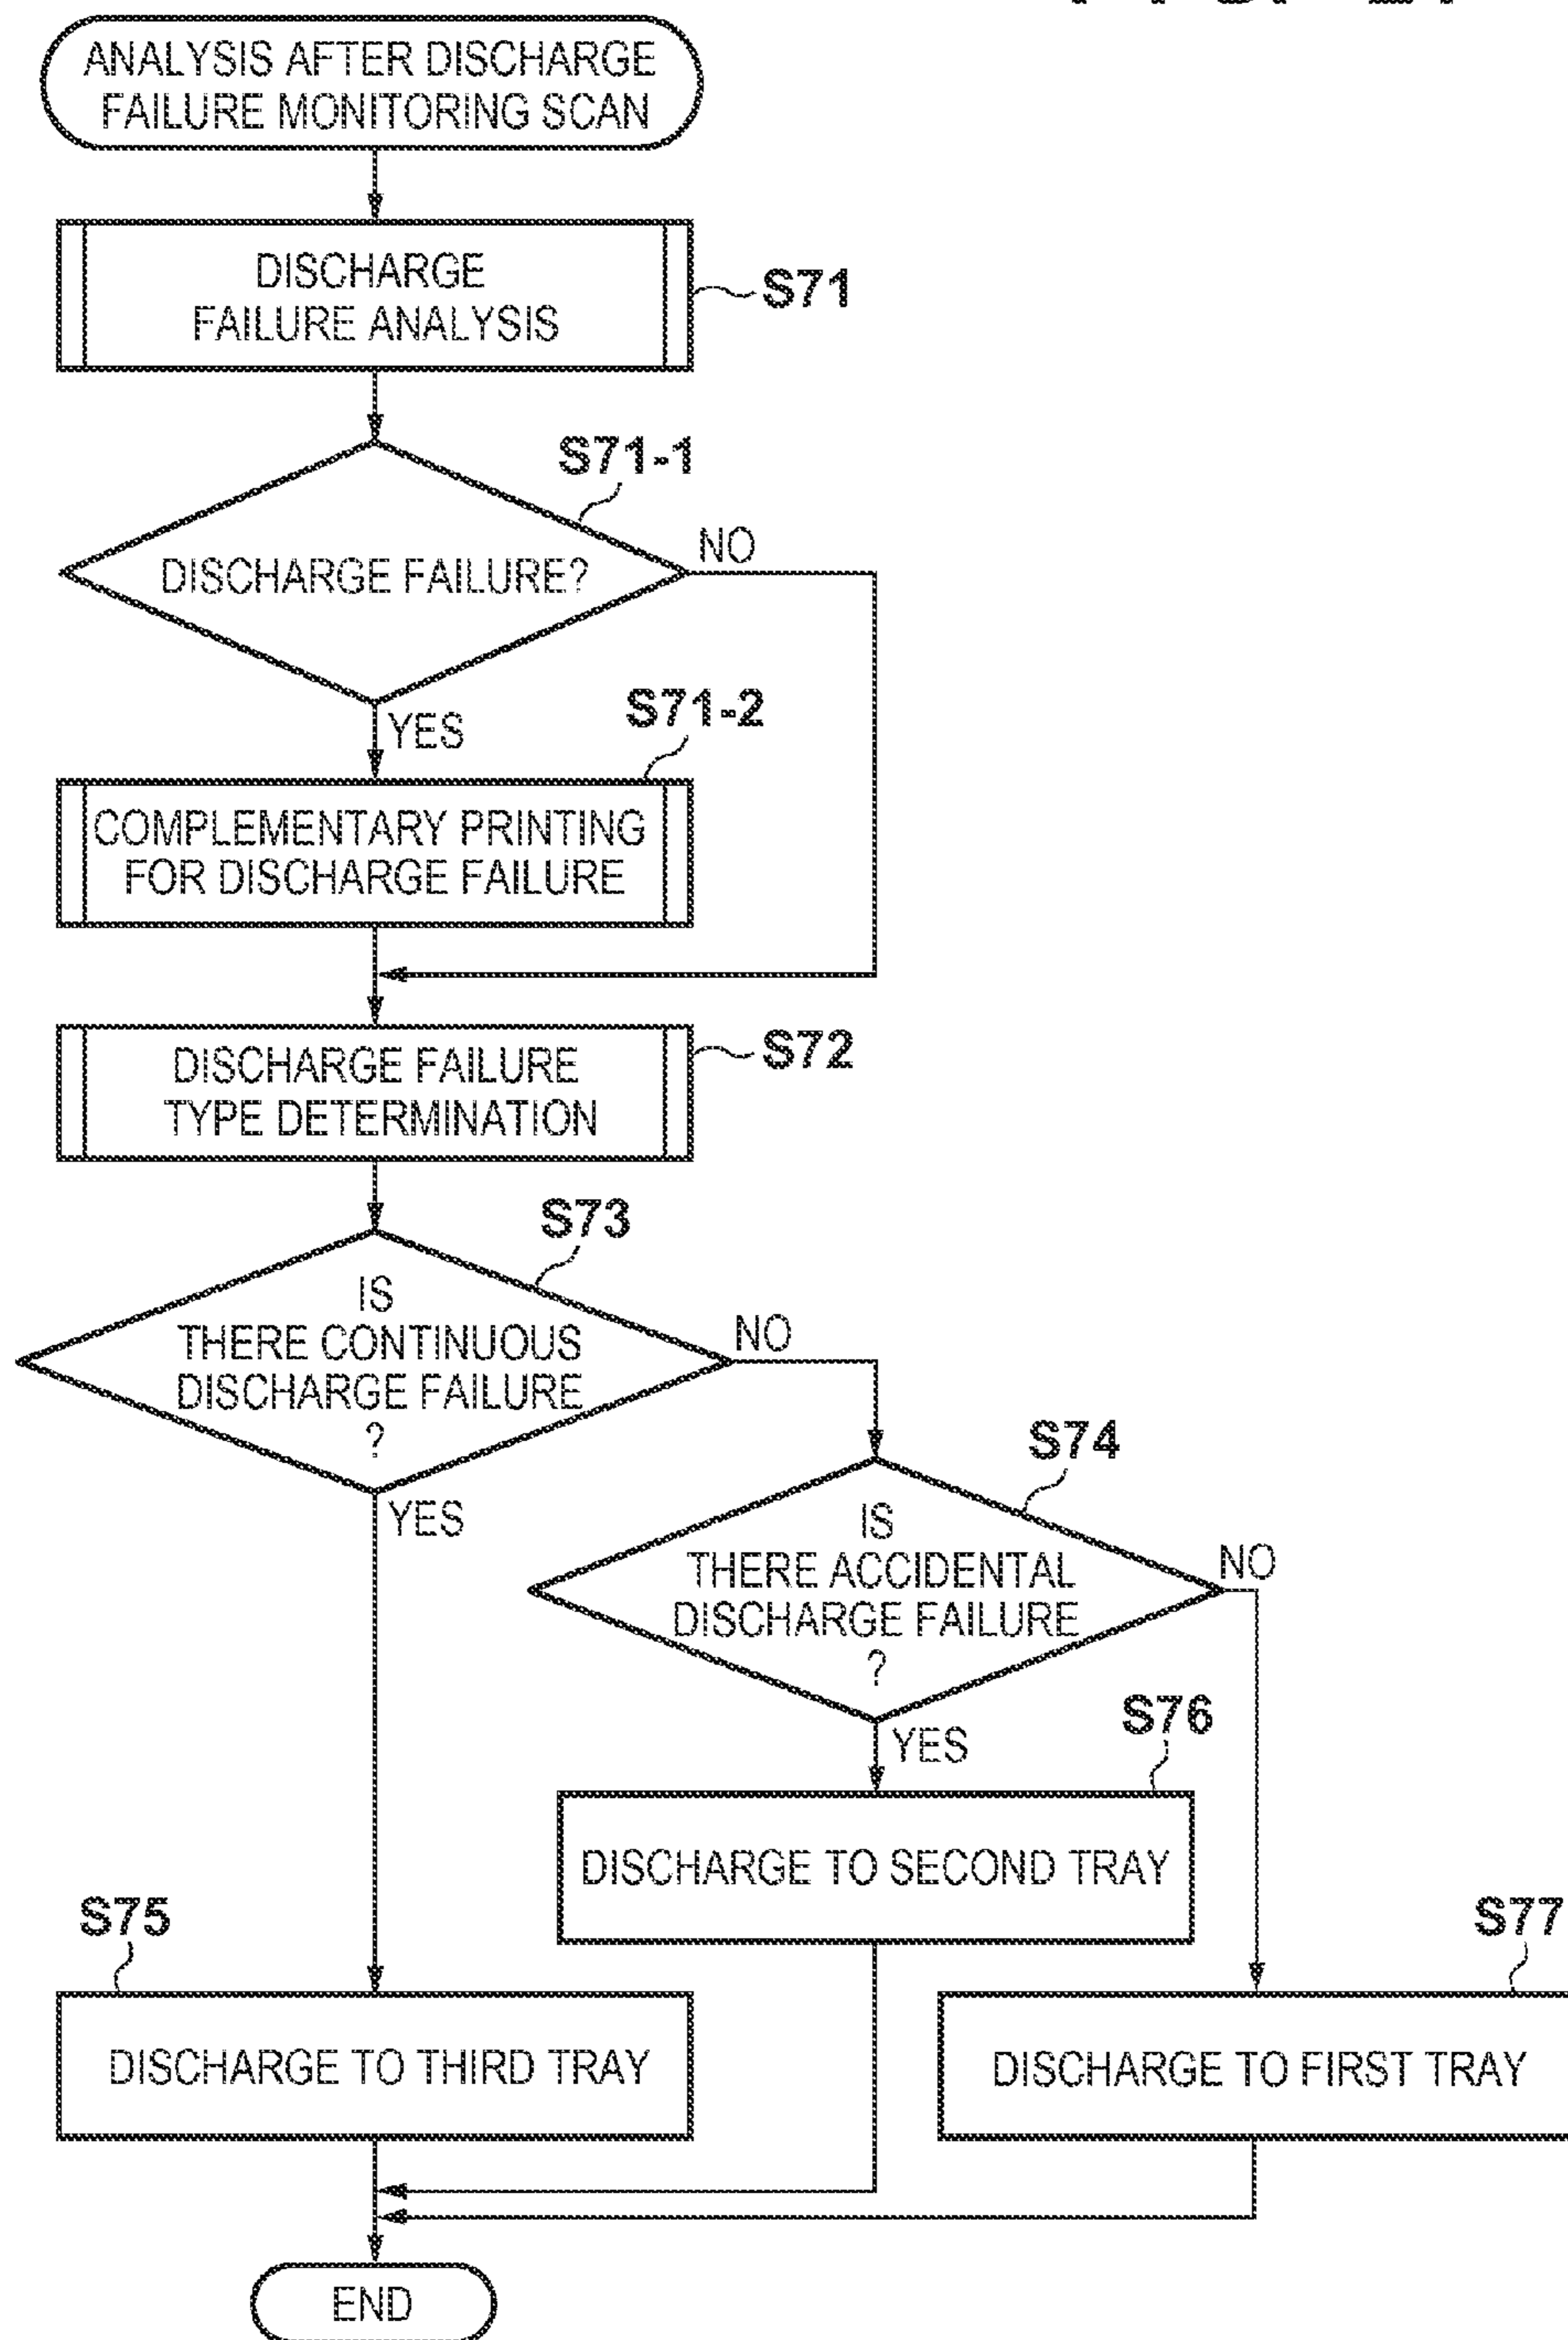 ANALYSIS AFTER DISCHARGE
FAILURE MONITORING SCAN
DISCHARGE
FAILURE ANALYSIS
S71
S71-1
DISCHARGE FAILURE?
NO
YES
S71-2
COMPLEMENTARY PRINTING
FOR DISCHARGE FAILURE
DISCHARGE FAILURE
TYPE DETERMINATION
S72
S73
IS
THERE CONTINUOUS
DISCHARGE FAILURE
?
NO
YES
S74
IS
THERE ACCIDENTAL
DISCHARGE FAILURE
?
NO
YES
S76
DISCHARGE TO SECOND TRAY
S75
DISCHARGE TO THIRD TRAY
S77
DISCHARGE TO FIRST TRAY
END